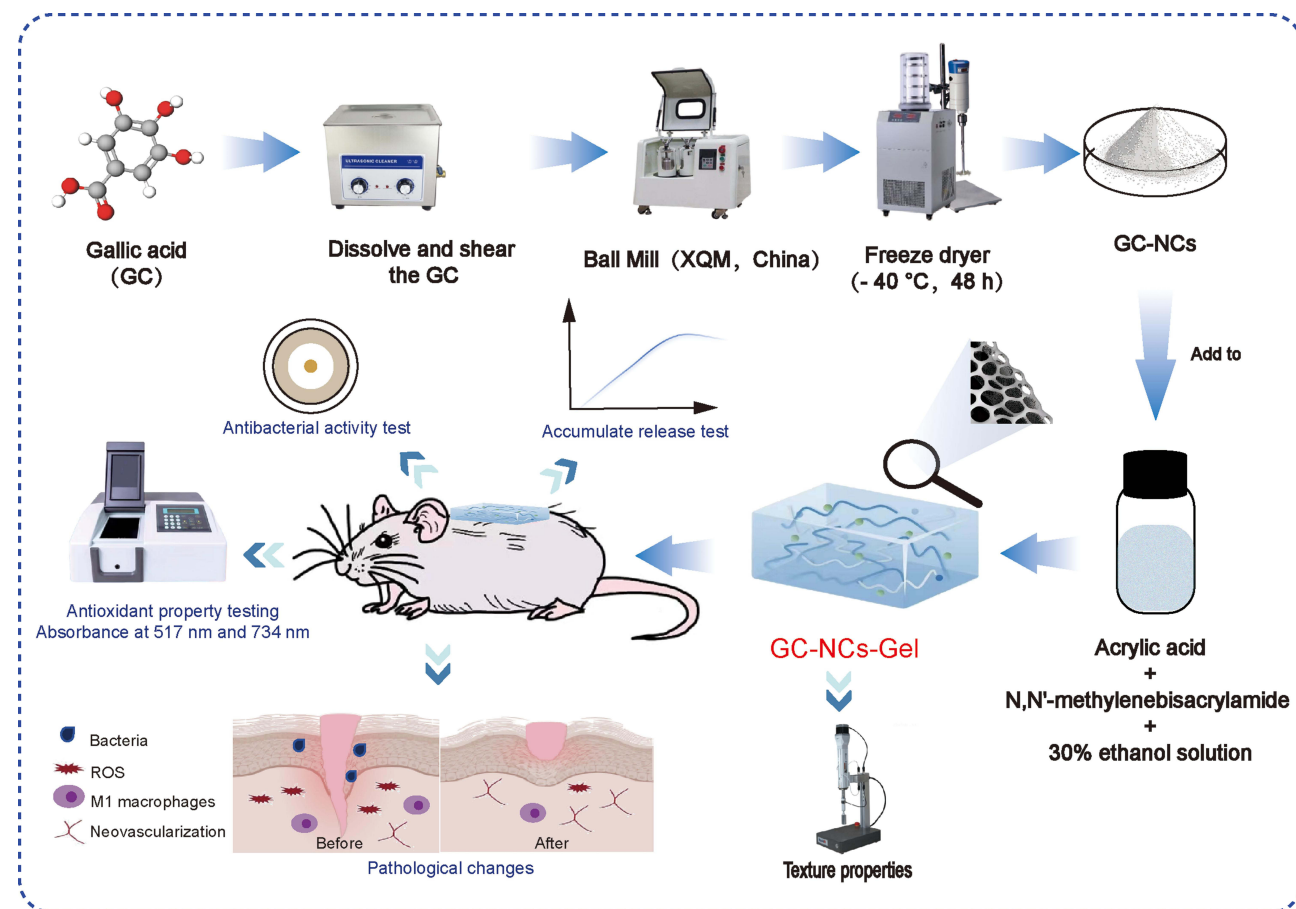 Gallic acid
（GC）
ULTRASONIC CLEANER
Dissolve and shear
the GC
Ball Mill（XQM，China）
Freeze dryer
（- 40 °C，48 h）
GC-NCs
Add to
Antibacterial activity test
Accumulate release test
Antioxidant property testing
Absorbance at 517 nm and 734 nm
GC-NCs-Gel
Acrylic acid
+
N,N'-methylenebisacrylamide
+
30% ethanol solution
Bacteria
ROS
M1 macrophages
Neovascularization
Before
After
Pathological changes
Texture properties